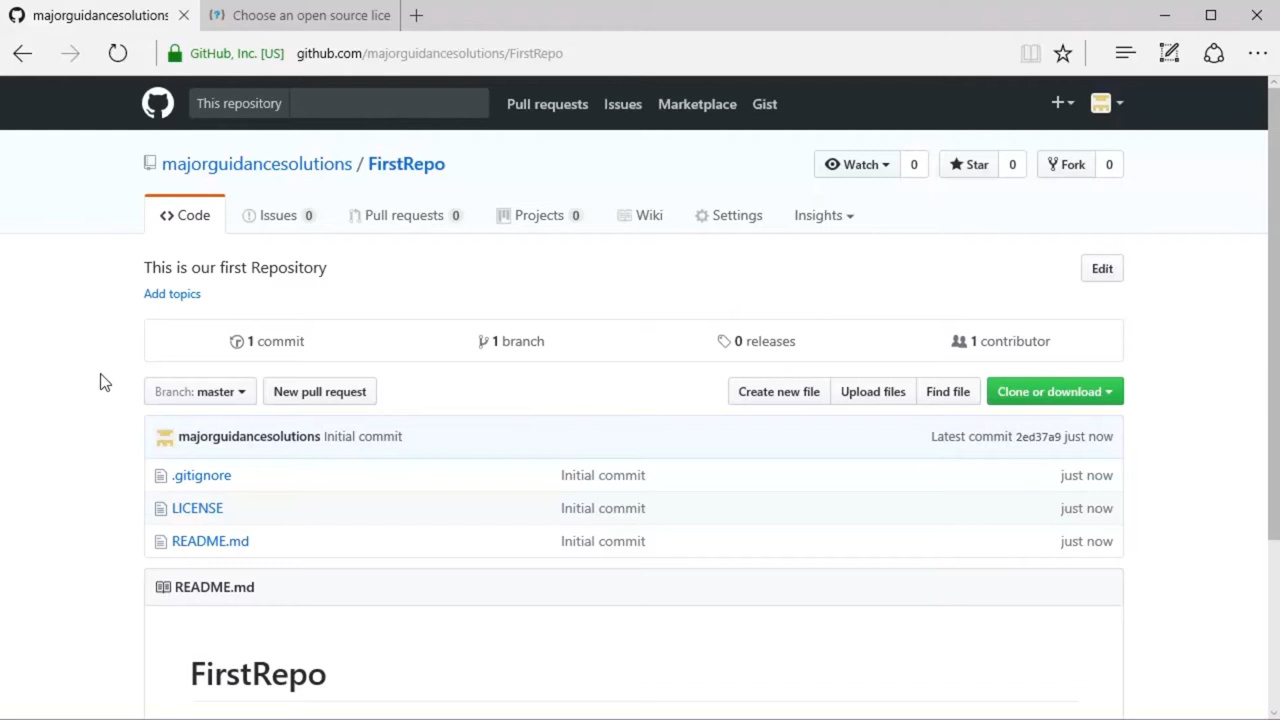 majorguidancesolutions
Choose an open source lice
GitHub, Inc. [US] github.com/majorguidancesolutions/FirstRepo
This repository Pull requests Issues Marketplace Gist
majorguidancesolutions / FirstRepo
Watch 0 Star 0 Fork 0
Code Issues 0 Pull requests 0 Projects 0 Wiki Settings Insights
This is our first Repository
Edit
Add topics
1 commit 1 branch 0 releases 1 contributor
Branch: master New pull request Create new file Upload files Find file Clone or download
majorguidancesolutions Initial commit Latest commit 2ed37a9 just now
.gitignore Initial commit just now
LICENSE Initial commit just now
README.md Initial commit just now
README.md
FirstRepo